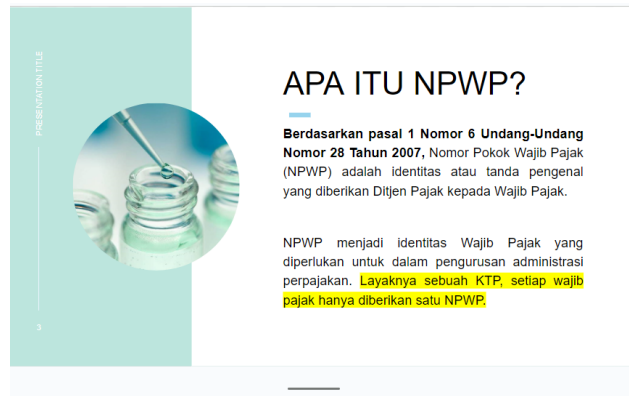 PRESENTATION TITLE
3
APA ITU NPWP?
Berdasarkan pasal 1 Nomor 6 Undang-Undang
Nomor 28 Tahun 2007, Nomor Pokok Wajib Pajak
(NPWP) adalah identitas atau tanda pengenal
yang diberikan Ditjen Pajak kepada Wajib Pajak.
NPWP menjadi identitas Wajib Pajak yang
diperlukan untuk dalam pengurusan administrasi
perpajakan. Layaknya sebuah KTP, setiap wajib
pajak hanya diberikan satu NPWP.